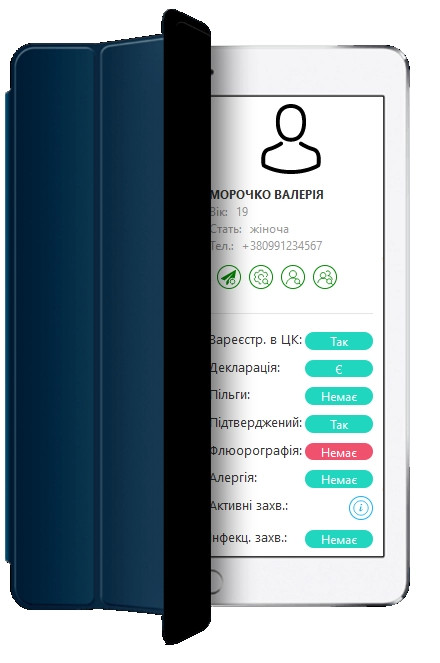 МОРОЧКО ВАЛЕРІЯ
Вік: 19
Стать: жіноча
Тел.: +380991234567
Зареєстр. в ЦК: Так
Декларація: Є
Пільги: Немає
Підтверджений: Так
Флюорографія: Немає
Алергія: Немає
Активні захв.: i
Інфекц. захв.: Немає